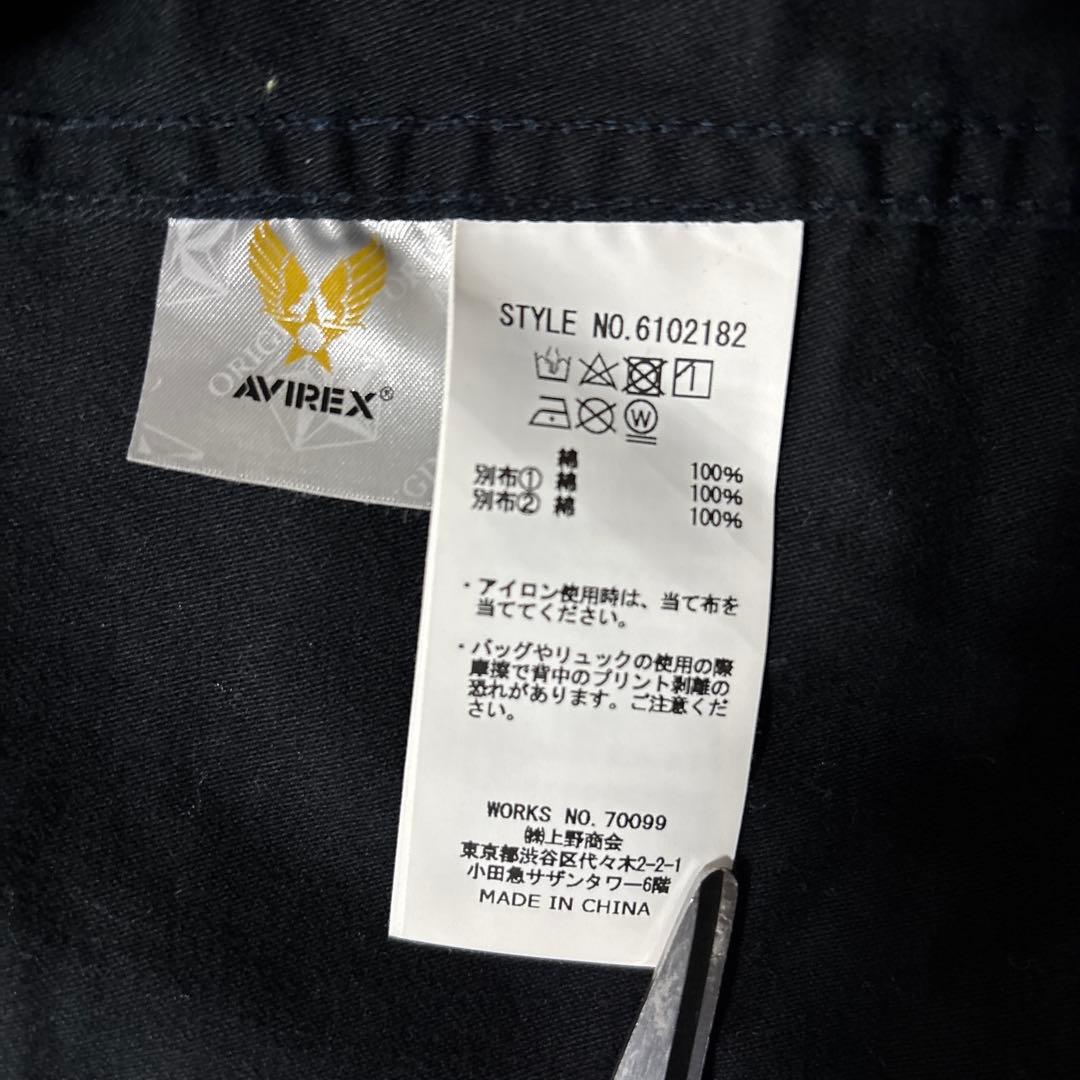 AVIREX®
STYLE NO.6102182
W
綿 100%
別布① 綿 100%
別布② 綿 100%
・アイロン使用時は、当て布を
当ててください。
・バッグやリュックの使用の際
摩擦で背中のプリント剥離の
恐れがあります。ご注意くだ
さい。
WORKS NO. 70099
㈱上野商会
東京都渋谷区代々木2-2-1
小田急サザンタワー6階
MADE IN CHINA